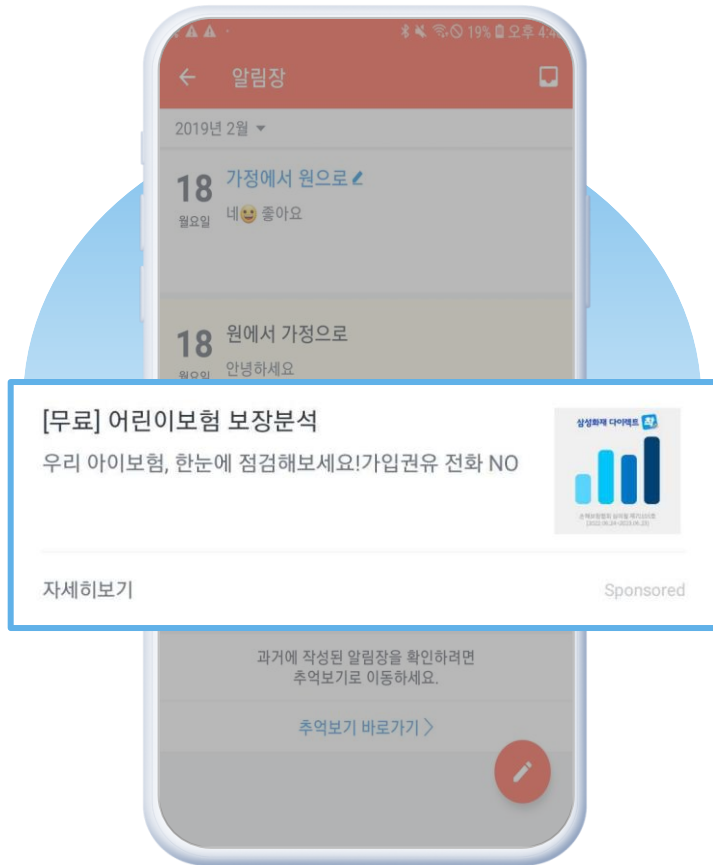 19% 오후 4:4
알림장
2019년 2월
18
월요일
가정에서 원으로
네😀 좋아요
18
월요일
원에서 가정으로
안녕하세요
[무료] 어린이보험 보장분석
우리 아이보험, 한눈에 점검해보세요!가입권유 전화 NO
삼성화재 다이렉트 착
자세히보기
Sponsored
과거에 작성된 알림장을 확인하려면
추억보기로 이동하세요.
추억보기 바로가기 〉